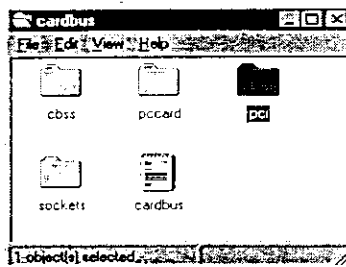 cardbus
File Edit View Help
cbss pccard pci
sockets cardbus
1 object(s) selected